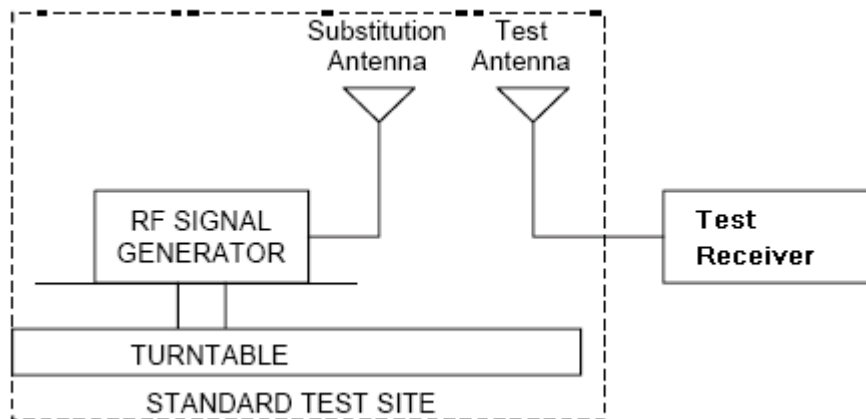 Substitution
Antenna
Test
Antenna
RF SIGNAL
GENERATOR
Test
Receiver
TURNTABLE
STANDARD TEST SITE